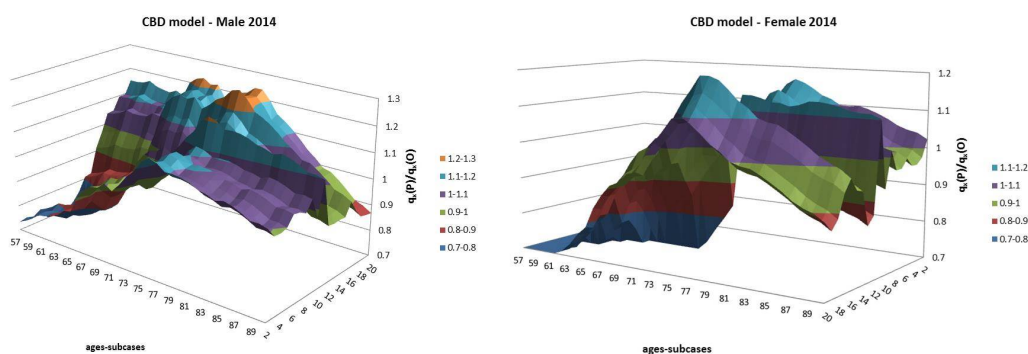 CBD model - Male 2014
1.3
1.2
1.1
1
0.9
0.8
0.7
qx(P)/qx(O)
1.2-1.3
1.1-1.2
1-1.1
0.9-1
0.8-0.9
0.7-0.8
57 59 61 63 65 67 69 71 73 75 77 79 81 83 85 87 89
2 4 6 8 10 12 14 16 18 20
ages-subcases
CBD model - Female 2014
1.2
1.1
1
0.9
0.8
0.7
qx(P)/qx(O)
1.1-1.2
1-1.1
0.9-1
0.8-0.9
0.7-0.8
57 59 61 63 65 67 69 71 73 75 77 79 81 83 85 87 89
20 18 16 14 12 10 8 6 4 2
ages-subcases